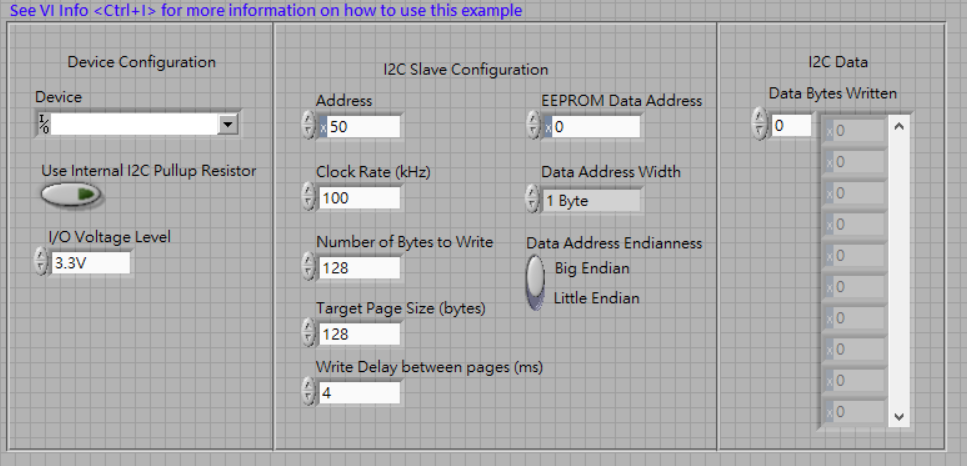 See VI Info <Ctrl+I> for more information on how to use this example
Device Configuration
Device
I/O
Use Internal I2C Pullup Resistor
I/O Voltage Level
3.3V
I2C Slave Configuration
Address
x 50
Clock Rate (kHz)
100
Number of Bytes to Write
128
Target Page Size (bytes)
128
Write Delay between pages (ms)
4
EEPROM Data Address
x 0
Data Address Width
1 Byte
Data Address Endianness
Big Endian
Little Endian
I2C Data
Data Bytes Written
0
x 0
x 0
x 0
x 0
x 0
x 0
x 0
x 0
x 0
x 0